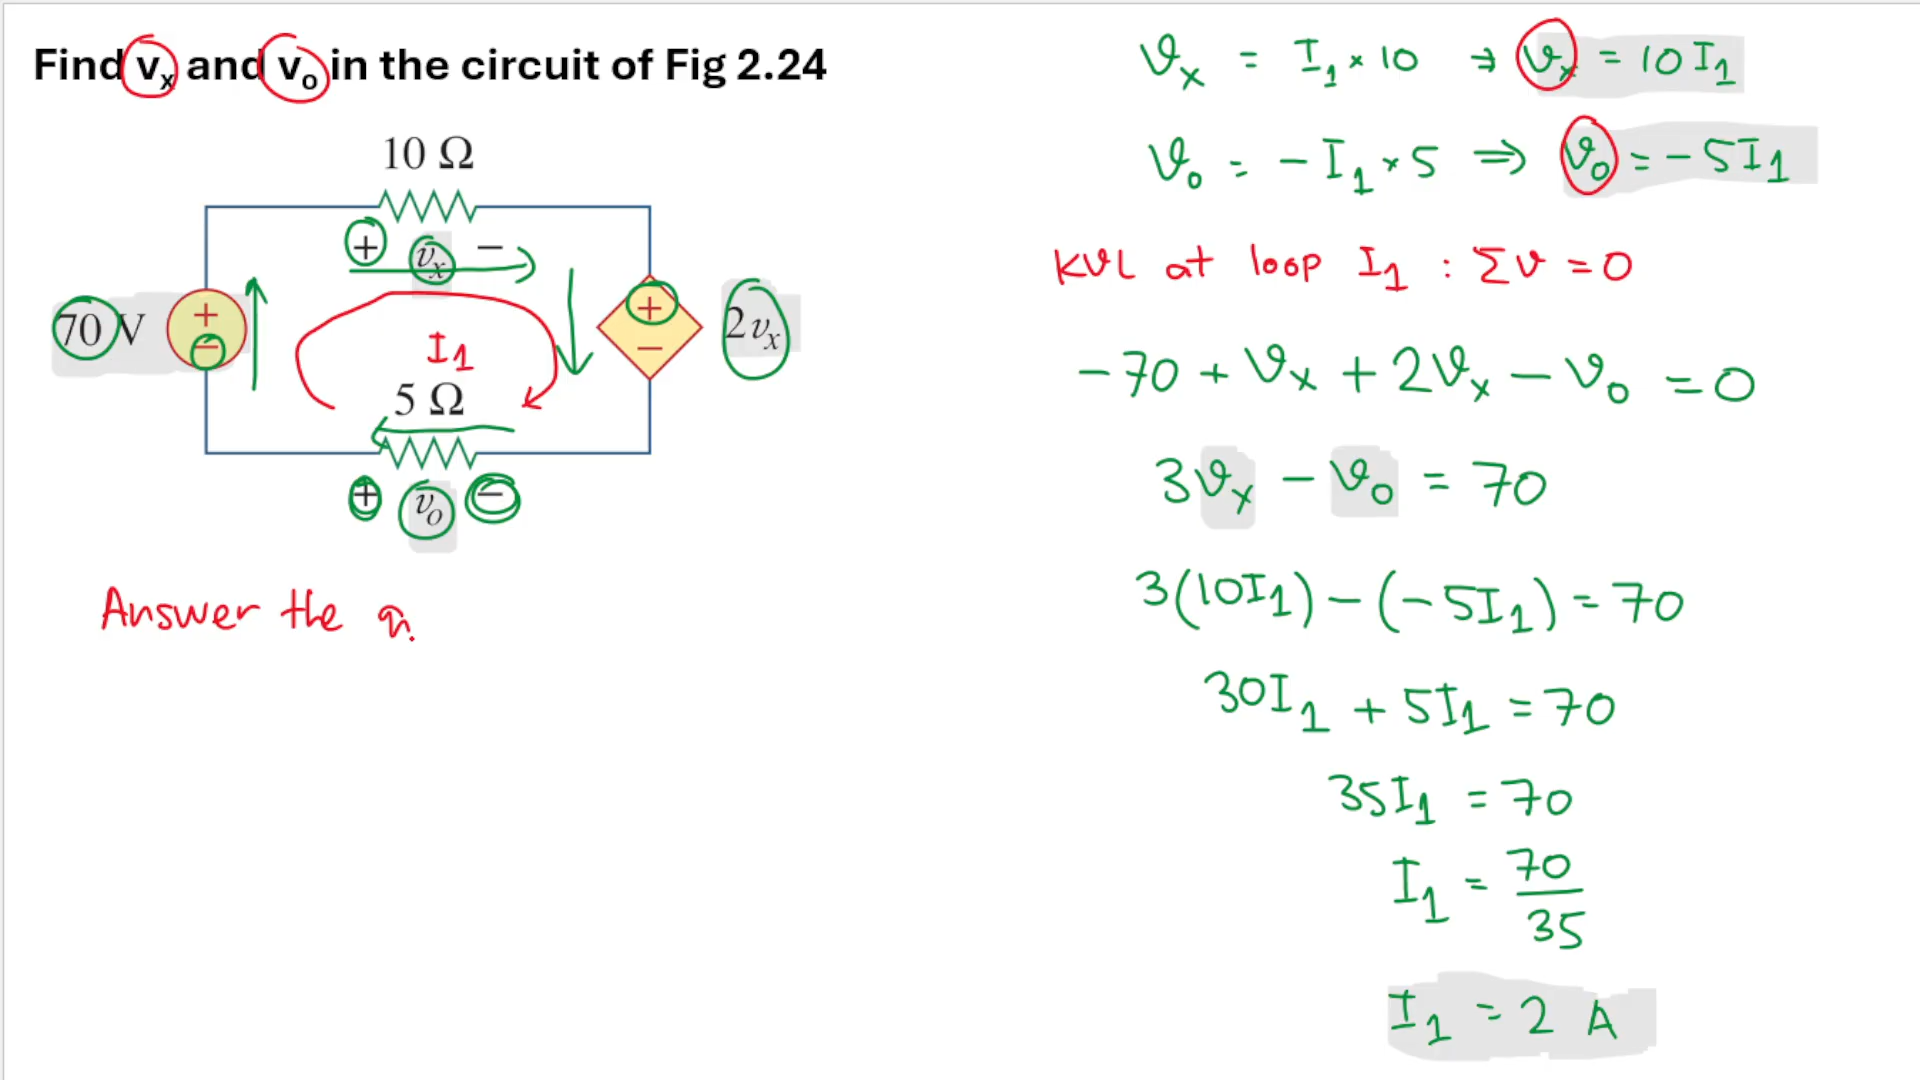 Find vₓ and vₒ in the circuit of Fig 2.24
10 Ω
+ vₓ −
70 V
+
−
I₁
+
−
2vₓ
5 Ω
+ vₒ −
Answer the q.
vₓ = I₁ × 10 ⇒ vₓ = 10 I₁
vₒ = − I₁ × 5 ⇒ vₒ = − 5I₁
KVL at loop I₁ : Σv = 0
−70 + vₓ + 2vₓ − vₒ = 0
3vₓ − vₒ = 70
3(10I₁) − (−5I₁) = 70
30I₁ + 5I₁ = 70
35I₁ = 70
I₁ = 70/35
I₁ = 2 A